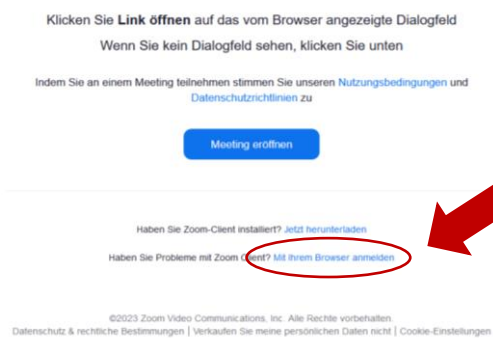 Klicken Sie Link öffnen auf das vom Browser angezeigte Dialogfeld
Wenn Sie kein Dialogfeld sehen, klicken Sie unten
Indem Sie an einem Meeting teilnehmen stimmen Sie unseren Nutzungsbedingungen und
Datenschutzrichtlinien zu
Meeting eröffnen
Haben Sie Zoom-Client installiert? Jetzt herunterladen
Haben Sie Probleme mit Zoom Client? Mit Ihrem Browser anmelden
©2023 Zoom Video Communications, Inc. Alle Rechte vorbehalten.
Datenschutz & rechtliche Bestimmungen | Verkaufen Sie meine persönlichen Daten nicht | Cookie-Einstellungen